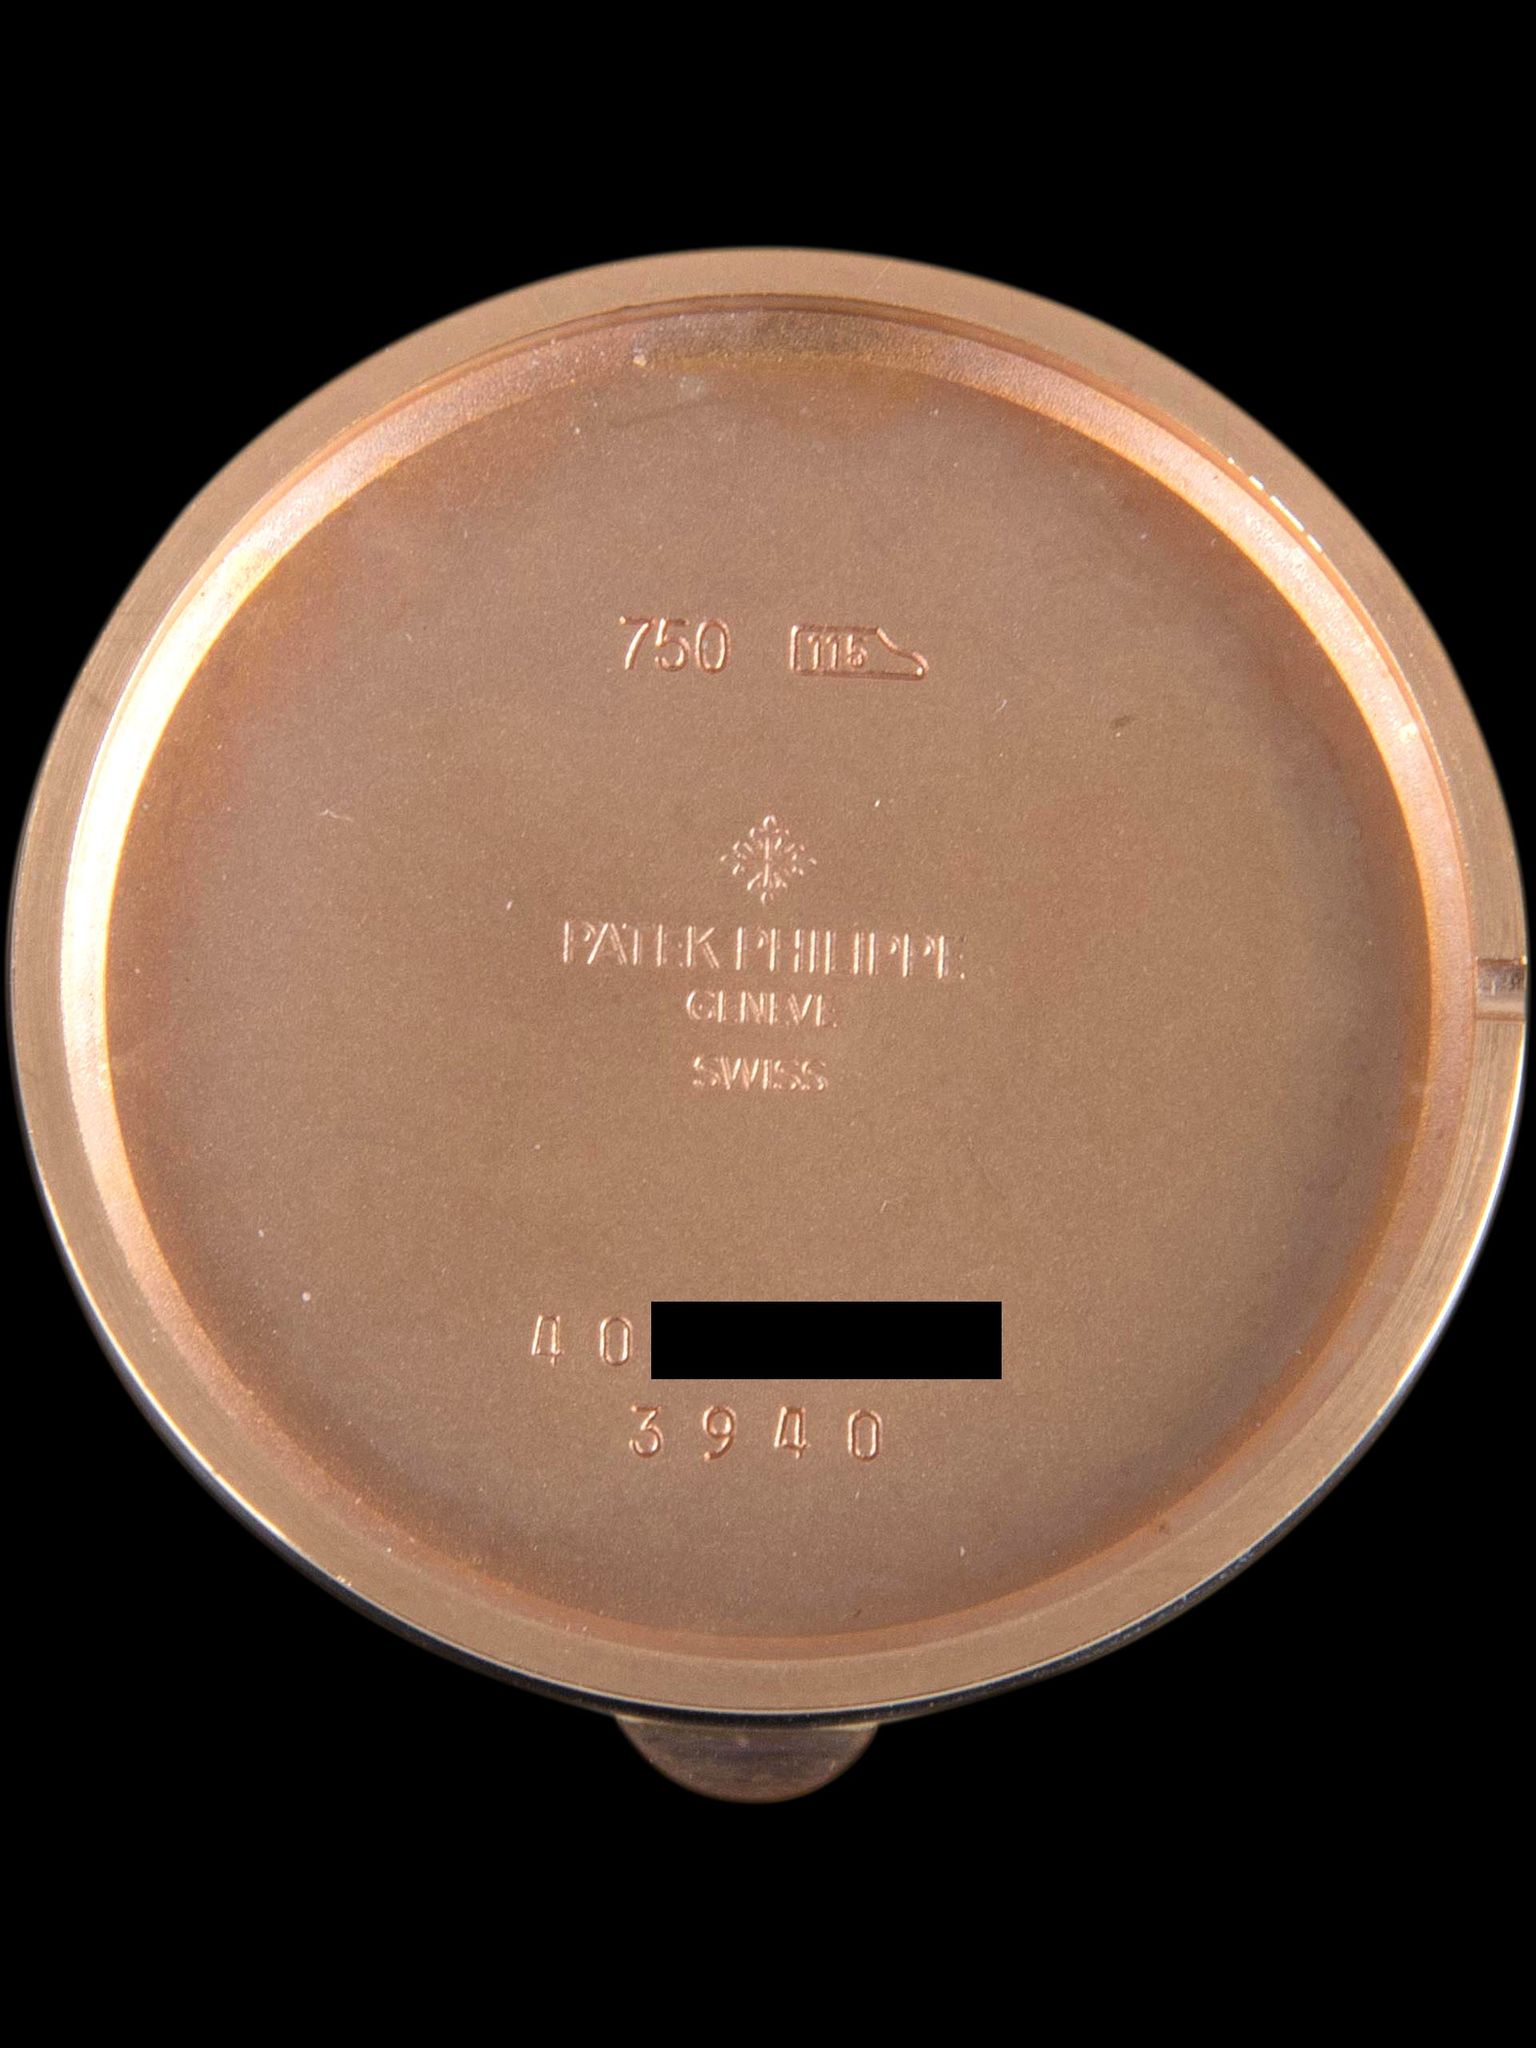 750 115
PATEK PHILIPPE
GENEVE
SWISS
40
3940